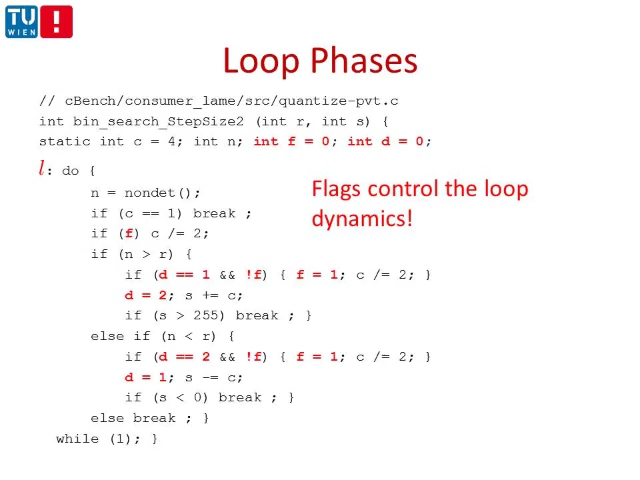 TU
WIEN
Loop Phases
// cBench/consumer_lame/src/quantize-pvt.c
int bin_search_StepSize2 (int r, int s) {
static int c = 4; int n; int f = 0; int d = 0;
l: do {
n = nondet();
if (c == 1) break ;
if (f) c /= 2;
if (n > r) {
if (d == 1 && !f) { f = 1; c /= 2; }
d = 2; s += c;
if (s > 255) break ; }
else if (n < r) {
if (d == 2 && !f) { f = 1; c /= 2; }
d = 1; s -= c;
if (s < 0) break ; }
else break ; }
while (1); }
Flags control the loop
dynamics!